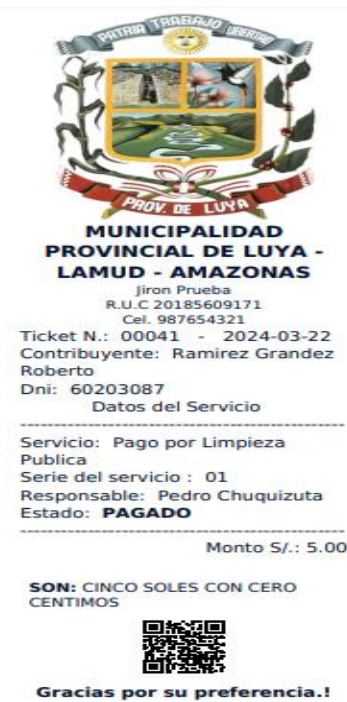 PATRIA TRABAJO LIBERTAD
PROV. DE LUYA
MUNICIPALIDAD
PROVINCIAL DE LUYA -
LAMUD - AMAZONAS
Jiron Prueba
R.U.C 20185609171
Cel. 987654321
Ticket N.: 00041 - 2024-03-22
Contribuyente: Ramirez Grandez
Roberto
Dni: 60203087
Datos del Servicio
------------------------------------------------
Servicio: Pago por Limpieza
Publica
Serie del servicio : 01
Responsable: Pedro Chuquizuta
Estado: PAGADO
------------------------------------------------
Monto S/.: 5.00
SON: CINCO SOLES CON CERO
CENTIMOS
Gracias por su preferencia.!